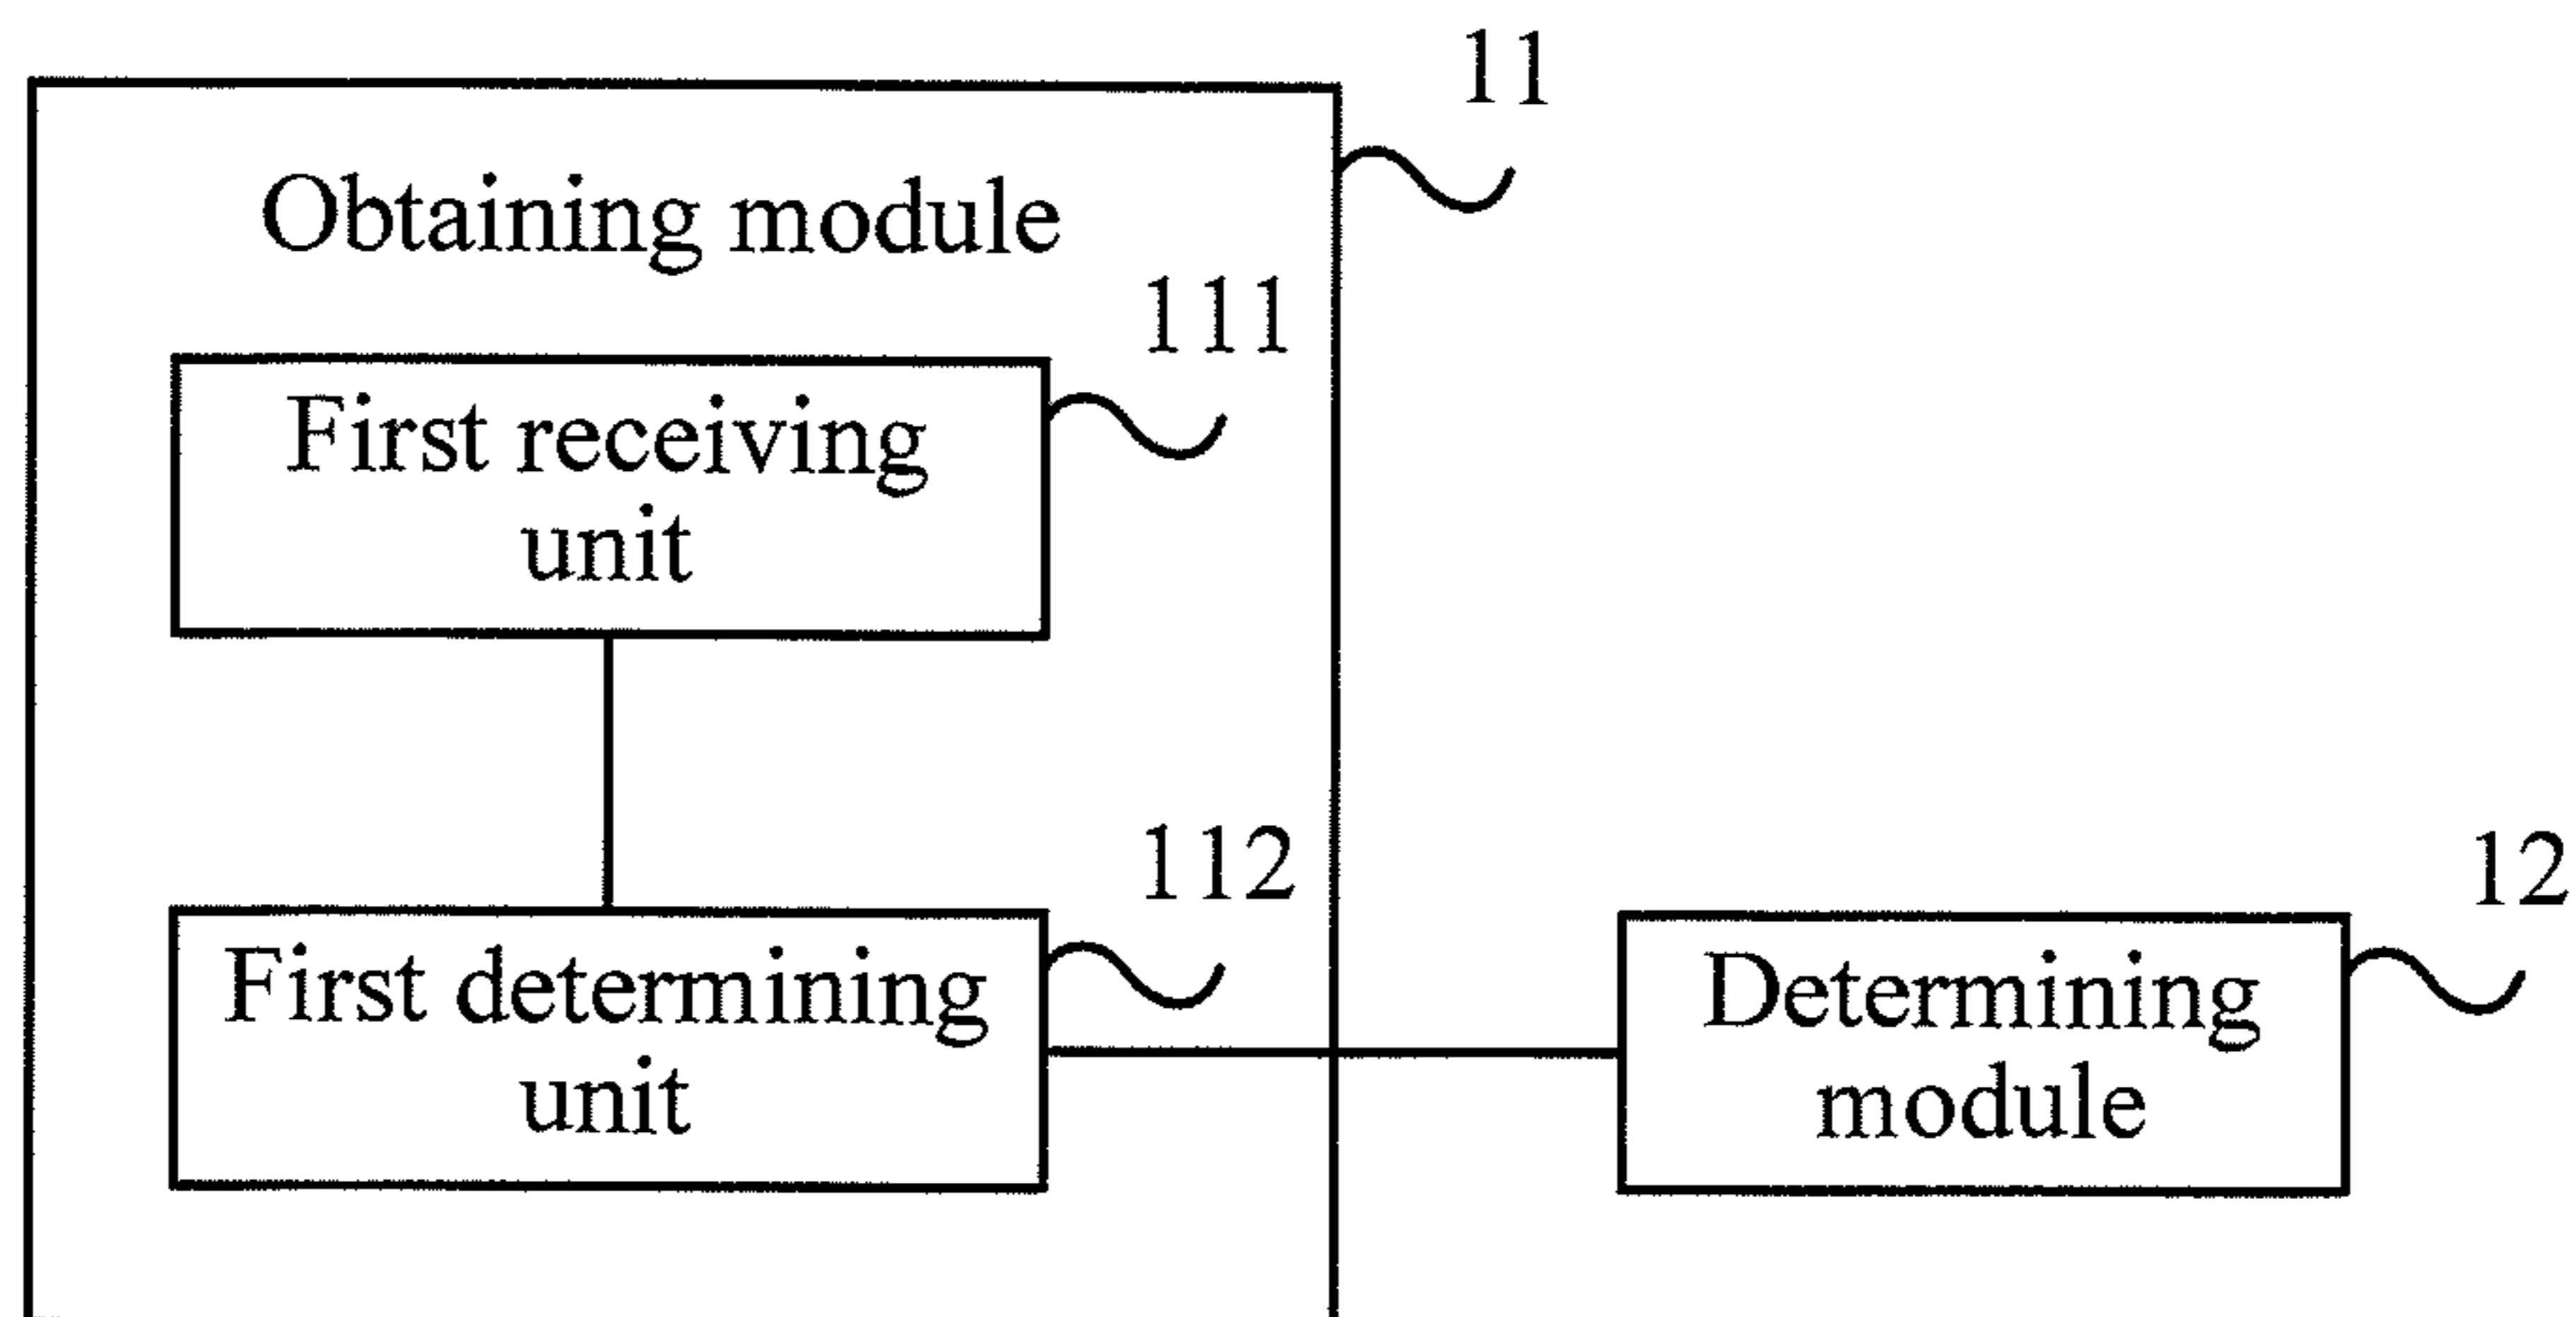 11
Obtaining module
111
First receiving
unit
112
First determining
unit
12
Determining
module